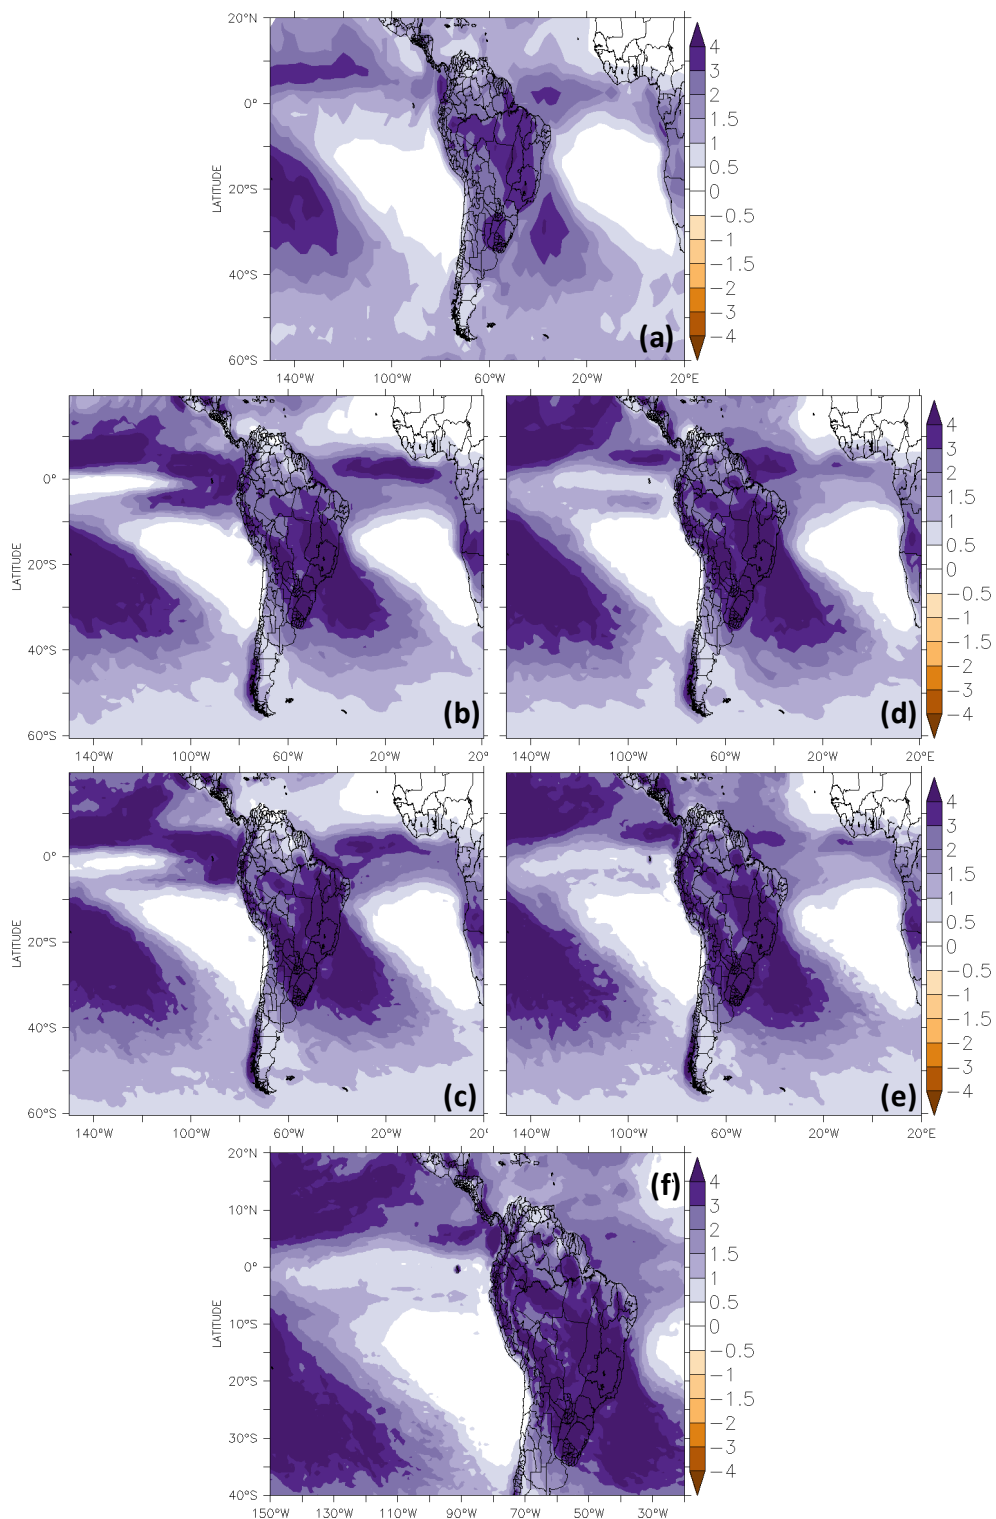 20°N
0°
20°S
40°S
60°S
LATITUDE
140°W 100°W 60°W 20°W 20°E
(a)
4
3
2
1.5
1
0.5
0
−0.5
−1
−1.5
−2
−3
−4
0°
20°S
40°S
60°S
LATITUDE
140°W 100°W 60°W 20°W 20°
(b)
140°W 100°W 60°W 20°W 20°E
(d)
4
3
2
1.5
1
0.5
0
−0.5
−1
−1.5
−2
−3
−4
0°
20°S
40°S
60°S
LATITUDE
140°W 100°W 60°W 20°W 20°
(c)
140°W 100°W 60°W 20°W 20°E
(e)
4
3
2
1.5
1
0.5
0
−0.5
−1
−1.5
−2
−3
−4
20°N
10°N
0°
10°S
20°S
30°S
40°S
LATITUDE
150°W 130°W 110°W 90°W 70°W 50°W 30°W
(f)
4
3
2
1.5
1
0.5
0
−0.5
−1
−1.5
−2
−3
−4